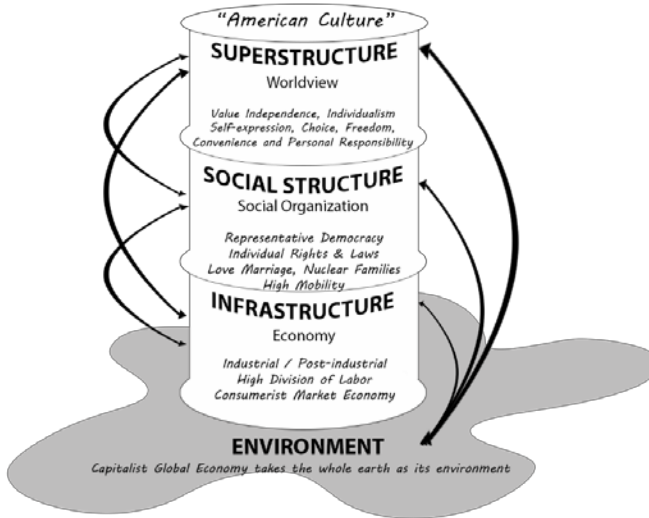 “American Culture”
SUPERSTRUCTURE
Worldview
Value Independence, Individualism
Self-expression, Choice, Freedom,
Convenience and Personal Responsibility
SOCIAL STRUCTURE
Social Organization
Representative Democracy
Individual Rights & Laws
Love Marriage, Nuclear Families
High Mobility
INFRASTRUCTURE
Economy
Industrial / Post-industrial
High Division of Labor
Consumerist Market Economy
ENVIRONMENT
Capitalist Global Economy takes the whole earth as its environment